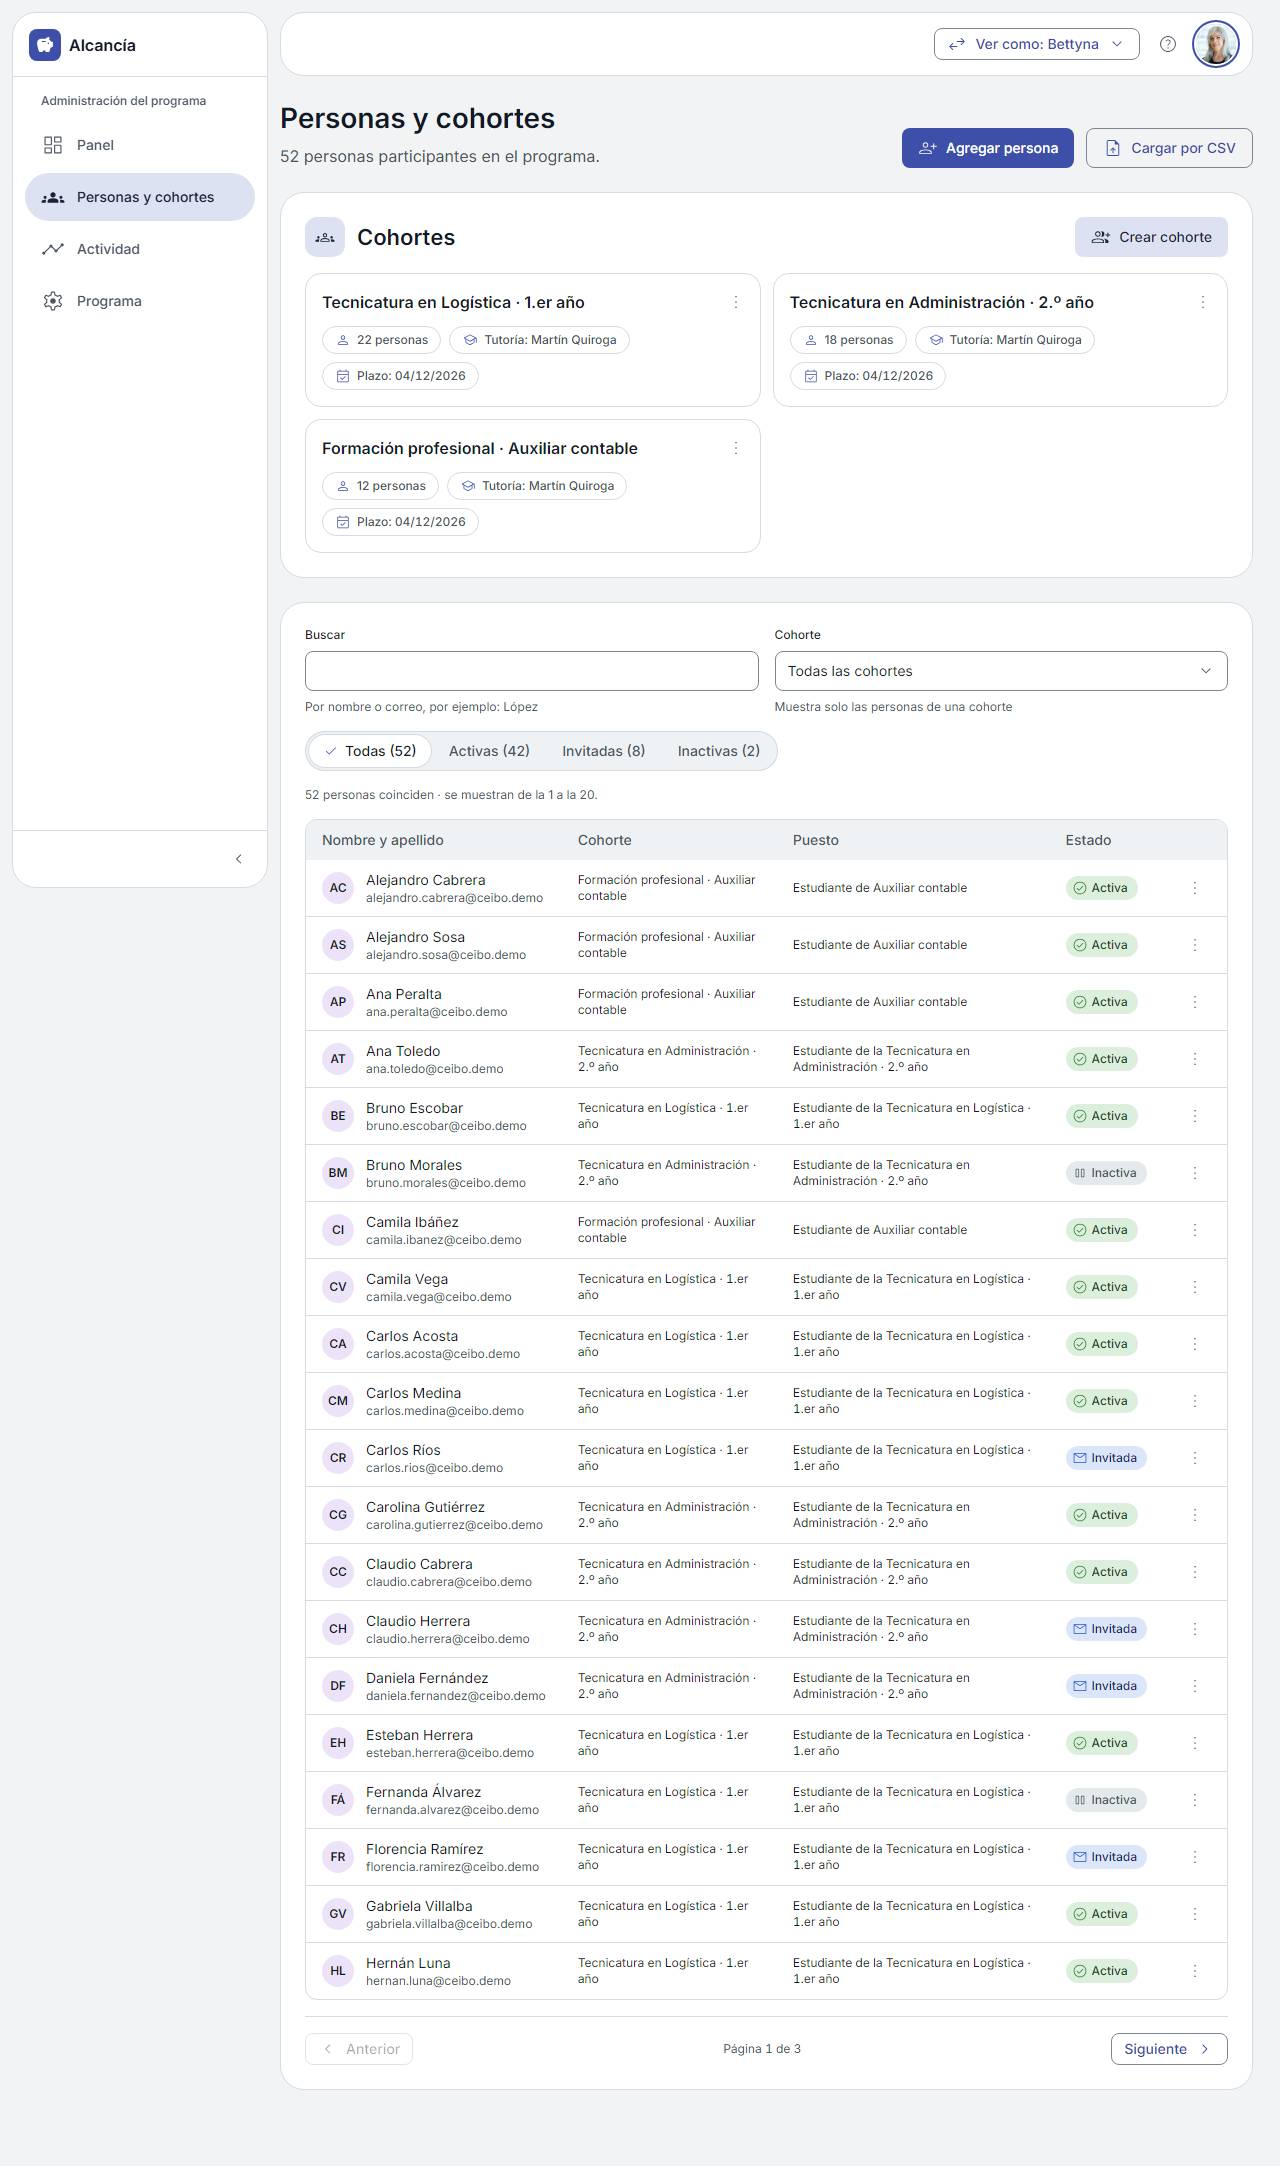 Alcancía
Ver como: Bettyna
Administración del programa
Panel
Personas y cohortes
Actividad
Programa
Personas y cohortes
52 personas participantes en el programa.
Agregar persona
Cargar por CSV
Cohortes
Crear cohorte
Tecnicatura en Logística · 1.er año
22 personas
Tutoría: Martín Quiroga
Plazo: 04/12/2026
Tecnicatura en Administración · 2.º año
18 personas
Tutoría: Martín Quiroga
Plazo: 04/12/2026
Formación profesional · Auxiliar contable
12 personas
Tutoría: Martín Quiroga
Plazo: 04/12/2026
Buscar
Por nombre o correo, por ejemplo: López
Cohorte
Todas las cohortes
Muestra solo las personas de una cohorte
Todas (52)
Activas (42)
Invitadas (8)
Inactivas (2)
52 personas coinciden · se muestran de la 1 a la 20.
Nombre y apellido
Cohorte
Puesto
Estado
AC
Alejandro Cabrera
alejandro.cabrera@ceibo.demo
Formación profesional · Auxiliar
contable
Estudiante de Auxiliar contable
Activa
AS
Alejandro Sosa
alejandro.sosa@ceibo.demo
Formación profesional · Auxiliar
contable
Estudiante de Auxiliar contable
Activa
AP
Ana Peralta
ana.peralta@ceibo.demo
Formación profesional · Auxiliar
contable
Estudiante de Auxiliar contable
Activa
AT
Ana Toledo
ana.toledo@ceibo.demo
Tecnicatura en Administración ·
2.º año
Estudiante de la Tecnicatura en
Administración · 2.º año
Activa
BE
Bruno Escobar
bruno.escobar@ceibo.demo
Tecnicatura en Logística · 1.er
año
Estudiante de la Tecnicatura en Logística ·
1.er año
Activa
BM
Bruno Morales
bruno.morales@ceibo.demo
Tecnicatura en Administración ·
2.º año
Estudiante de la Tecnicatura en
Administración · 2.º año
Inactiva
CI
Camila Ibáñez
camila.ibanez@ceibo.demo
Formación profesional · Auxiliar
contable
Estudiante de Auxiliar contable
Activa
CV
Camila Vega
camila.vega@ceibo.demo
Tecnicatura en Logística · 1.er
año
Estudiante de la Tecnicatura en Logística ·
1.er año
Activa
CA
Carlos Acosta
carlos.acosta@ceibo.demo
Tecnicatura en Logística · 1.er
año
Estudiante de la Tecnicatura en Logística ·
1.er año
Activa
CM
Carlos Medina
carlos.medina@ceibo.demo
Tecnicatura en Logística · 1.er
año
Estudiante de la Tecnicatura en Logística ·
1.er año
Activa
CR
Carlos Ríos
carlos.rios@ceibo.demo
Tecnicatura en Logística · 1.er
año
Estudiante de la Tecnicatura en Logística ·
1.er año
Invitada
CG
Carolina Gutiérrez
carolina.gutierrez@ceibo.demo
Tecnicatura en Administración ·
2.º año
Estudiante de la Tecnicatura en
Administración · 2.º año
Activa
CC
Claudio Cabrera
claudio.cabrera@ceibo.demo
Tecnicatura en Administración ·
2.º año
Estudiante de la Tecnicatura en
Administración · 2.º año
Activa
CH
Claudio Herrera
claudio.herrera@ceibo.demo
Tecnicatura en Administración ·
2.º año
Estudiante de la Tecnicatura en
Administración · 2.º año
Invitada
DF
Daniela Fernández
daniela.fernandez@ceibo.demo
Tecnicatura en Administración ·
2.º año
Estudiante de la Tecnicatura en
Administración · 2.º año
Invitada
EH
Esteban Herrera
esteban.herrera@ceibo.demo
Tecnicatura en Logística · 1.er
año
Estudiante de la Tecnicatura en Logística ·
1.er año
Activa
FÁ
Fernanda Álvarez
fernanda.alvarez@ceibo.demo
Tecnicatura en Logística · 1.er
año
Estudiante de la Tecnicatura en Logística ·
1.er año
Inactiva
FR
Florencia Ramírez
florencia.ramirez@ceibo.demo
Tecnicatura en Logística · 1.er
año
Estudiante de la Tecnicatura en Logística ·
1.er año
Invitada
GV
Gabriela Villalba
gabriela.villalba@ceibo.demo
Tecnicatura en Logística · 1.er
año
Estudiante de la Tecnicatura en Logística ·
1.er año
Activa
HL
Hernán Luna
hernan.luna@ceibo.demo
Tecnicatura en Logística · 1.er
año
Estudiante de la Tecnicatura en Logística ·
1.er año
Activa
Anterior
Página 1 de 3
Siguiente